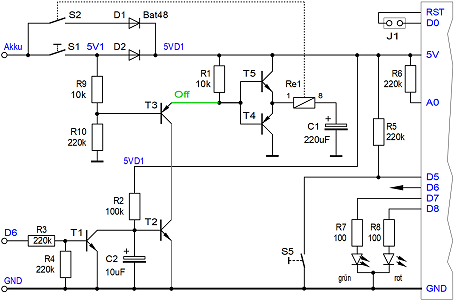 RST
D0
J1
S2
D1
Bat48
Akku
S1
5V1
D2
5VD1
5V
R9
10k
R1
10k
T5
Re1
R6
220k
T3
Off
1
8
A0
R10
220k
T4
C1
220uF
R5
220k
5VD1
D5
D6
D7
D8
R2
100k
D6
R3
220k
T1
T2
R7
100
R8
100
R4
220k
C2
10uF
S5
grün
rot
GND
GND